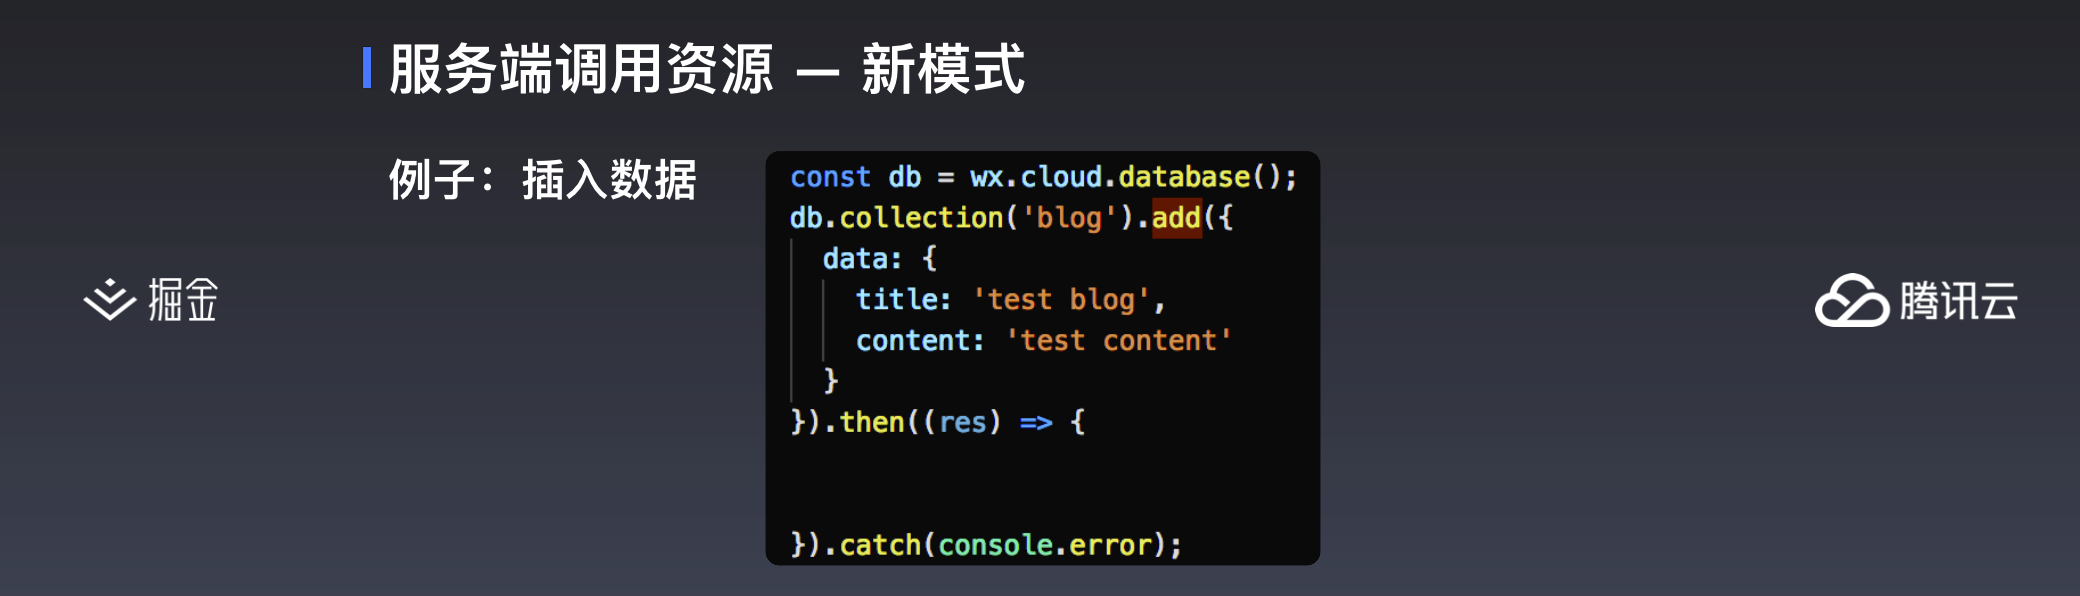 服务端调用资源 — 新模式
例子：插入数据
const db = wx.cloud.database();
db.collection('blog').add({
  data: {
    title: 'test blog',
    content: 'test content'
  }
}).then((res) => {
}).catch(console.error);
掘金
腾讯云